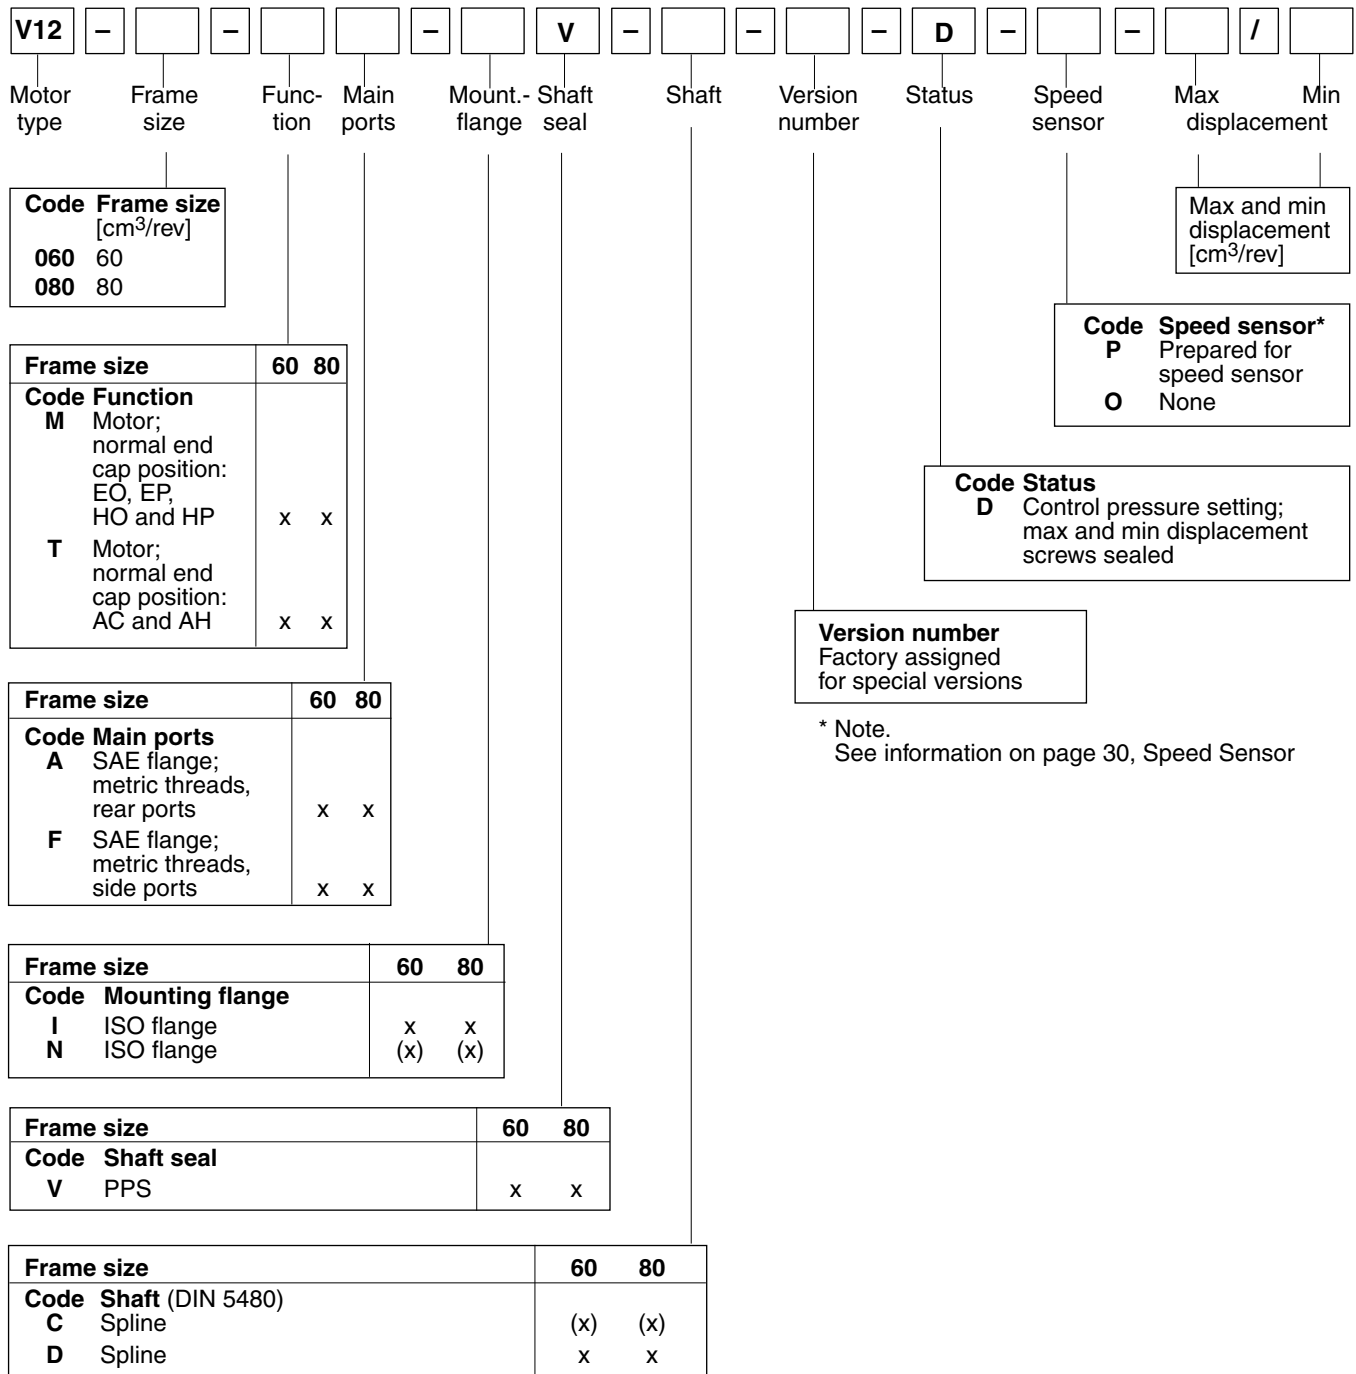 V12 – – – V – – – D – – /
Motor type
Frame size
Func-tion
Main ports
Mount.-flange
Shaft seal
Shaft
Version number
Status
Speed sensor
Max Min
displacement
Code Frame size
[cm3/rev]
060 60
080 80
Max and min
displacement
[cm3/rev]
Code Speed sensor*
P Prepared for
speed sensor
O None
Frame size 60 80
Code Function
M Motor;
normal end
cap position:
EO, EP,
HO and HP x x
T Motor;
normal end
cap position:
AC and AH x x
Code Status
D Control pressure setting;
max and min displacement
screws sealed
Version number
Factory assigned
for special versions
Frame size 60 80
Code Main ports
A SAE flange;
metric threads,
rear ports x x
F SAE flange;
metric threads,
side ports x x
* Note.
See information on page 30, Speed Sensor
Frame size 60 80
Code Mounting flange
I ISO flange x x
N ISO flange (x) (x)
Frame size 60 80
Code Shaft seal
V PPS x x
Frame size 60 80
Code Shaft (DIN 5480)
C Spline (x) (x)
D Spline x x